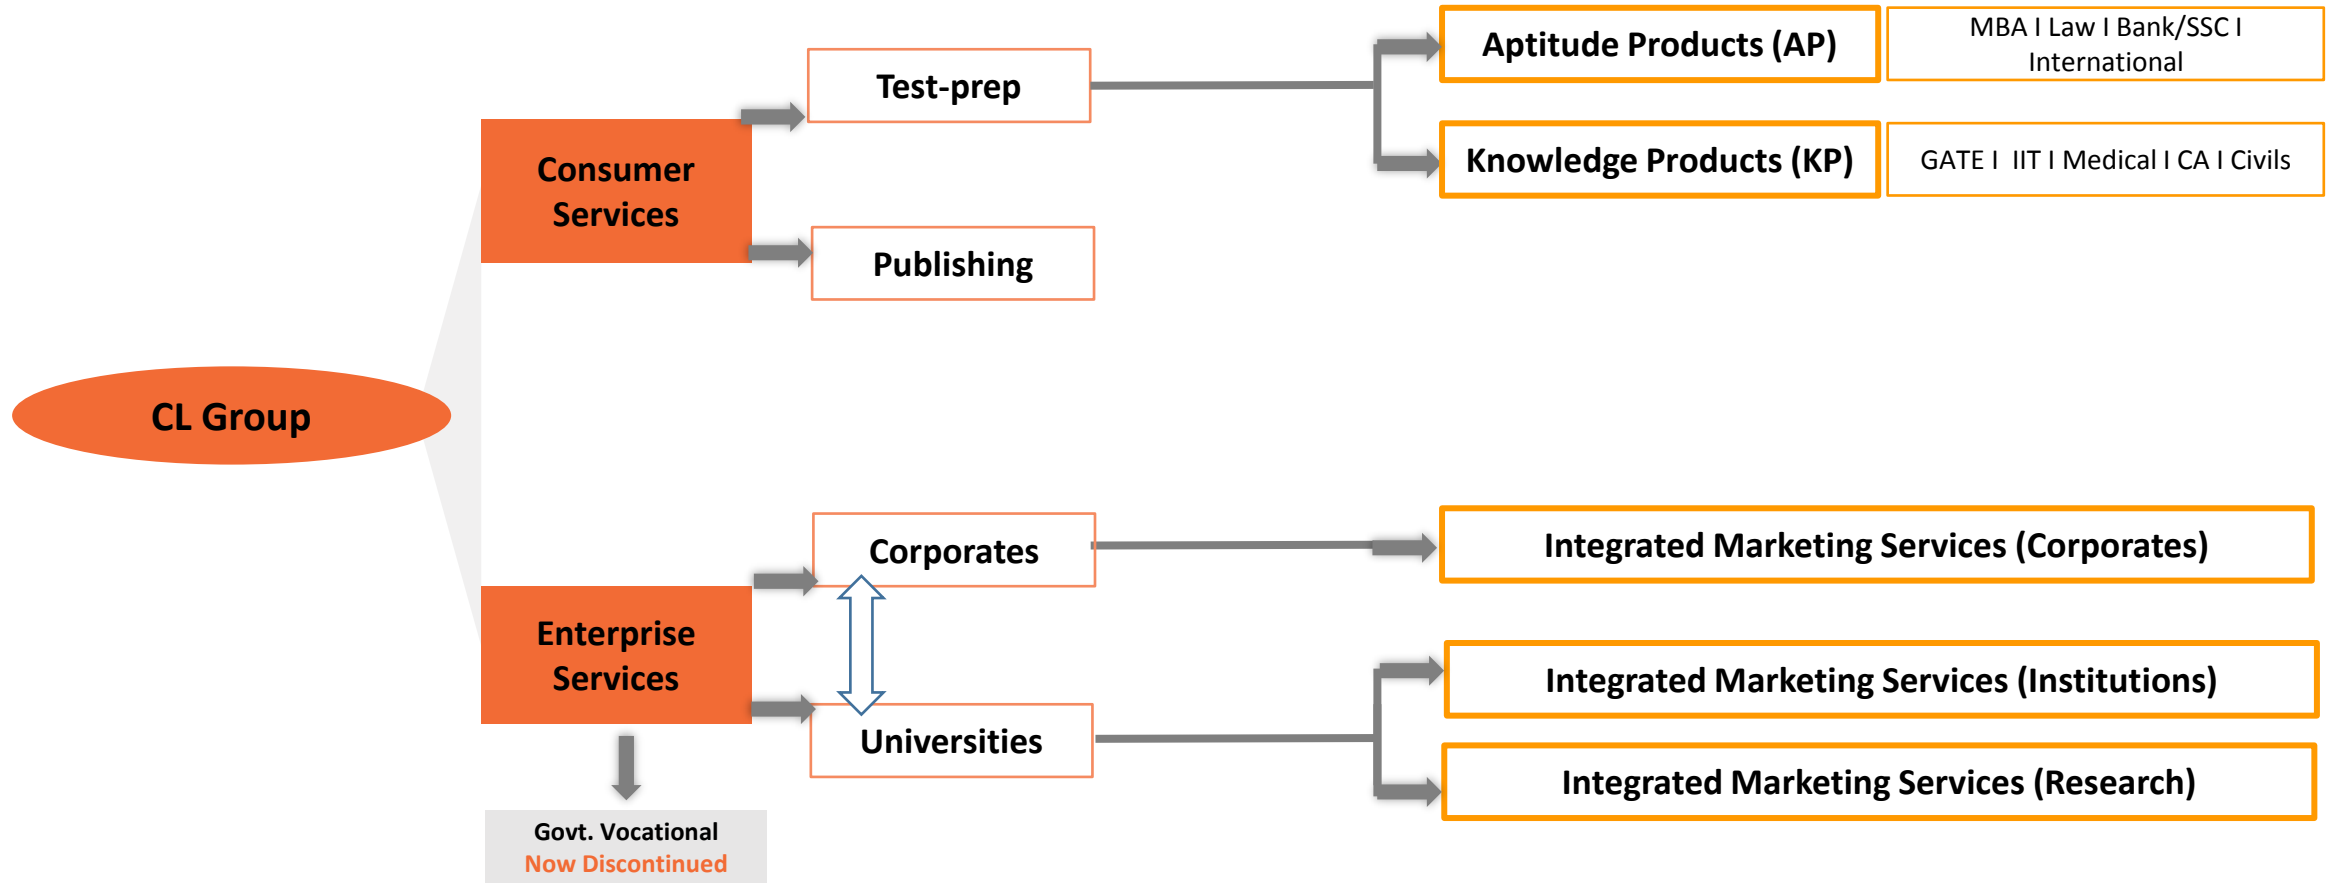 CL Group
Consumer
Services
Test-prep
Aptitude Products (AP)
MBA I Law I Bank/SSC I
International
Knowledge Products (KP)
GATE I  IIT I Medical I CA I Civils
Publishing
Enterprise
Services
Corporates
Integrated Marketing Services (Corporates)
Universities
Integrated Marketing Services (Institutions)
Integrated Marketing Services (Research)
Govt. Vocational
Now Discontinued